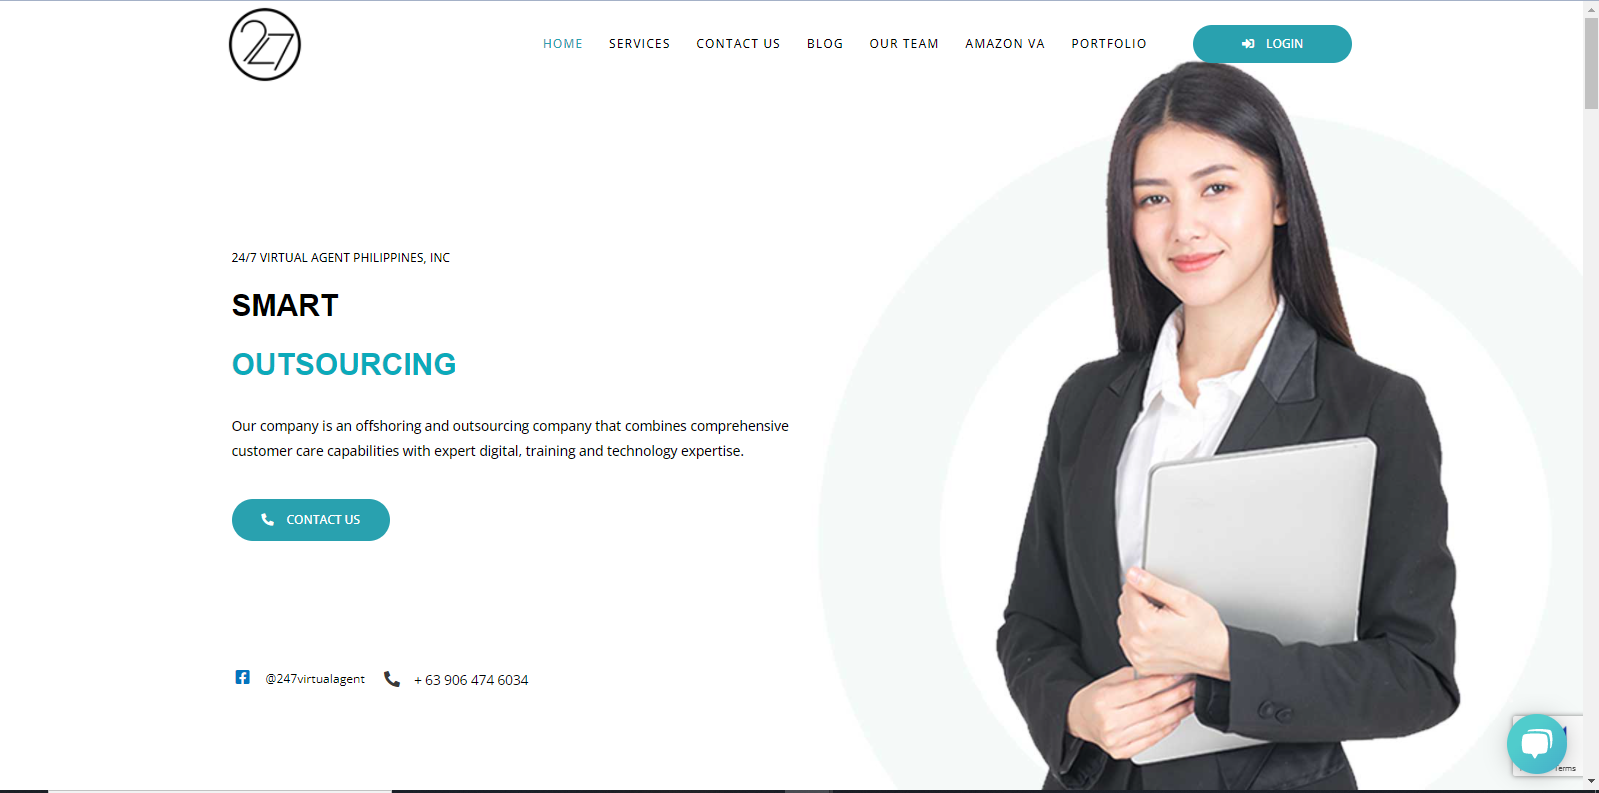 247
HOME SERVICES CONTACT US BLOG OUR TEAM AMAZON VA PORTFOLIO LOGIN
24/7 VIRTUAL AGENT PHILIPPINES, INC
SMART
OUTSOURCING
Our company is an offshoring and outsourcing company that combines comprehensive
customer care capabilities with expert digital, training and technology expertise.
CONTACT US
@247virtualagent + 63 906 474 6034
Terms